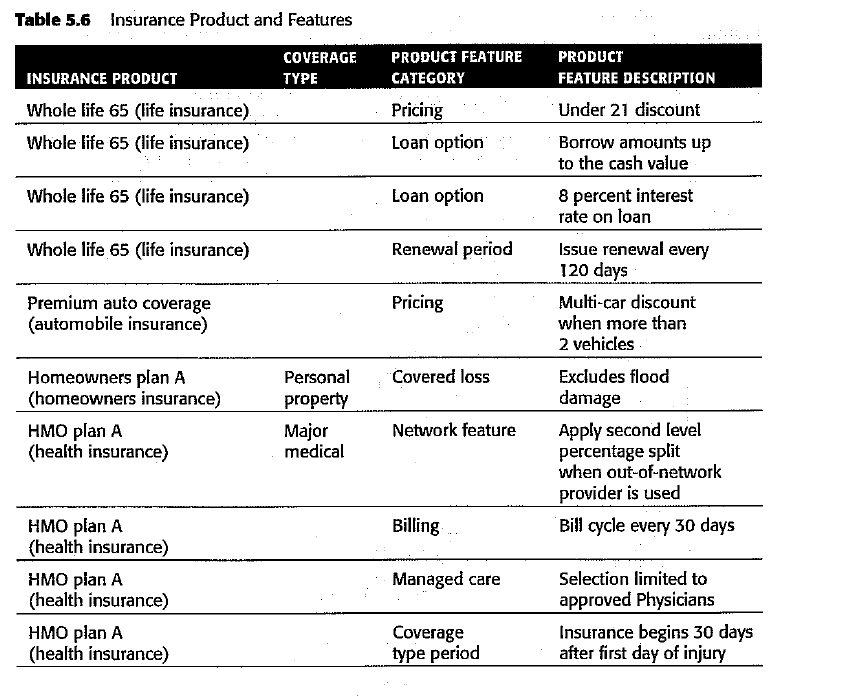 Table 5.6 Insurance Product and Features
COVERAGE PRODUCT FEATURE PRODUCT
INSURANCE PRODUCT TYPE CATEGORY FEATURE DESCRIPTION
Whole life 65 (life insurance) Pricing Under 21 discount
Whole life 65 (life insurance) Loan option Borrow amounts up
to the cash value
Whole life 65 (life insurance) Loan option 8 percent interest
rate on loan
Whole life 65 (life insurance) Renewal period Issue renewal every
120 days
Premium auto coverage Pricing Multi-car discount
(automobile insurance) when more than
2 vehicles
Homeowners plan A Personal Covered loss Excludes flood
(homeowners insurance) property damage
HMO plan A Major Network feature Apply second level
(health insurance) medical percentage split
when out-of-network
provider is used
HMO plan A Billing Bill cycle every 30 days
(health insurance)
HMO plan A Managed care Selection limited to
(health insurance) approved Physicians
HMO plan A Coverage Insurance begins 30 days
(health insurance) type period after first day of injury